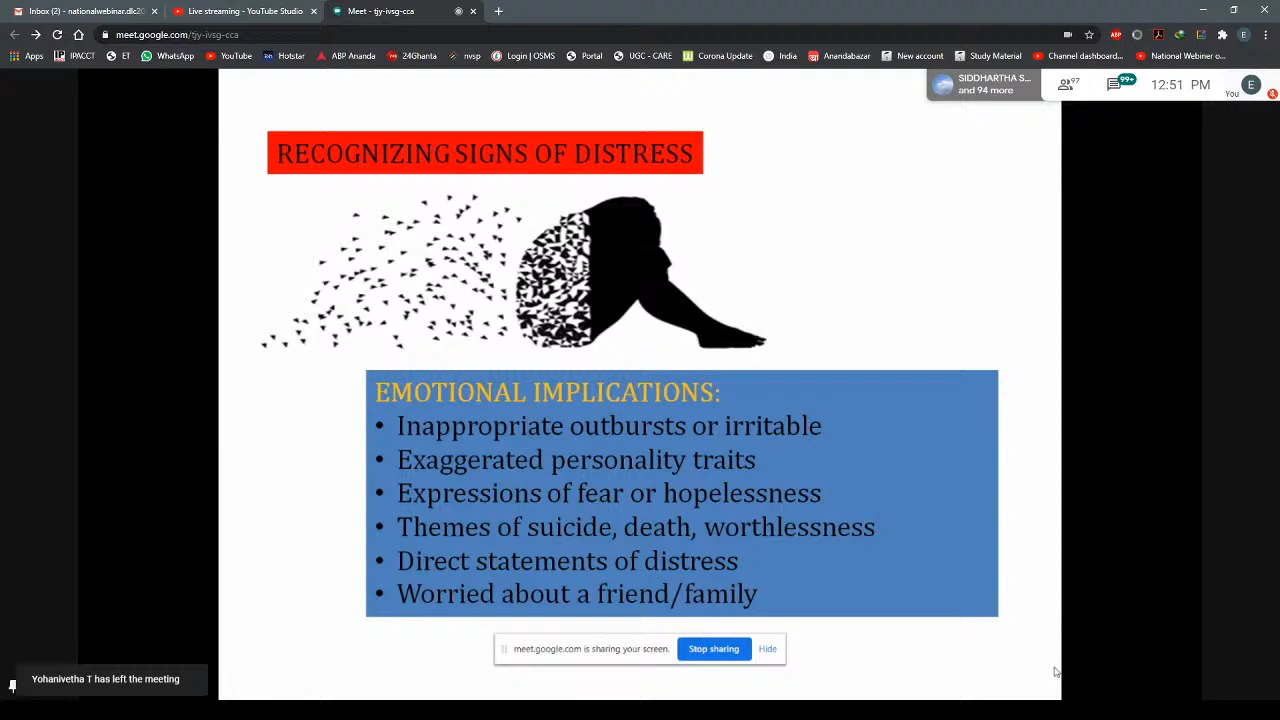 Inbox (2) - nationalwebinar.dlc20
Live streaming - YouTube Studio
Meet - tjy-ivsg-cca
meet.google.com/tjy-ivsg-cca
Apps
IPACCT
ET
WhatsApp
YouTube
Hotstar
ABP Ananda
24Ghanta
nvsp
Login | OSMS
Portal
UGC - CARE
Corona Update
India
Anandabazar
New account
Study Material
Channel dashboard...
National Webinar o...
SIDDHARTHA S...
and 94 more
97
99+
12:51 PM
You
E
RECOGNIZING SIGNS OF DISTRESS
EMOTIONAL IMPLICATIONS:
• Inappropriate outbursts or irritable
• Exaggerated personality traits
• Expressions of fear or hopelessness
• Themes of suicide, death, worthlessness
• Direct statements of distress
• Worried about a friend/family
meet.google.com is sharing your screen.
Stop sharing
Hide
Yohanivetha T has left the meeting